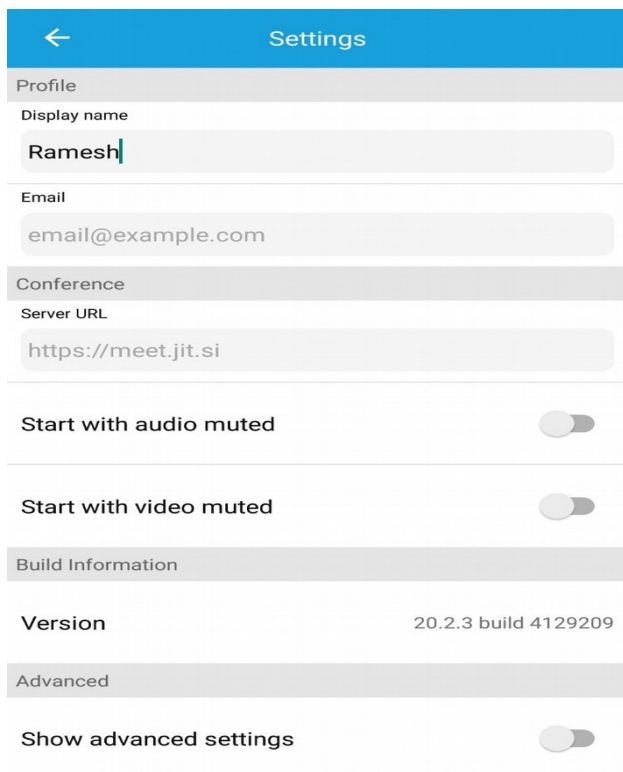 Settings
Profile
Display name
Ramesh
Email
email@example.com
Conference
Server URL
https://meet.jit.si
Start with audio muted
Start with video muted
Build Information
Version 20.2.3 build 4129209
Advanced
Show advanced settings